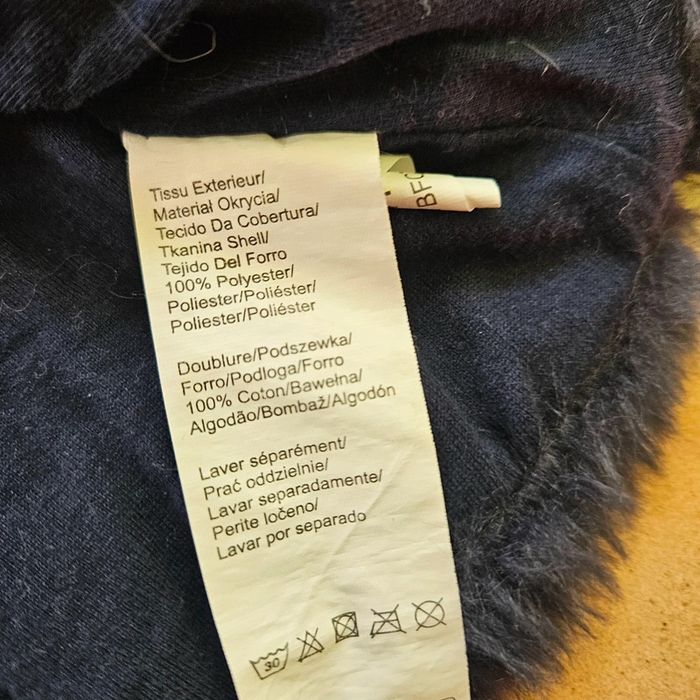 Tissu Exterieur/
Materiał Okrycia/
Tecido Da Cobertura/
Tkanina Shell/
Tejido Del Forro
100% Polyester/
Poliester/Poliéster/
Poliester/Poliéster
Doublure/Podszewka/
Forro/Podloga/Forro
100% Coton/Bawełna/
Algodão/Bombaž/Algodón
Laver séparément/
Prać oddzielnie/
Lavar separadamente/
Perite ločeno/
Lavar por separado
30